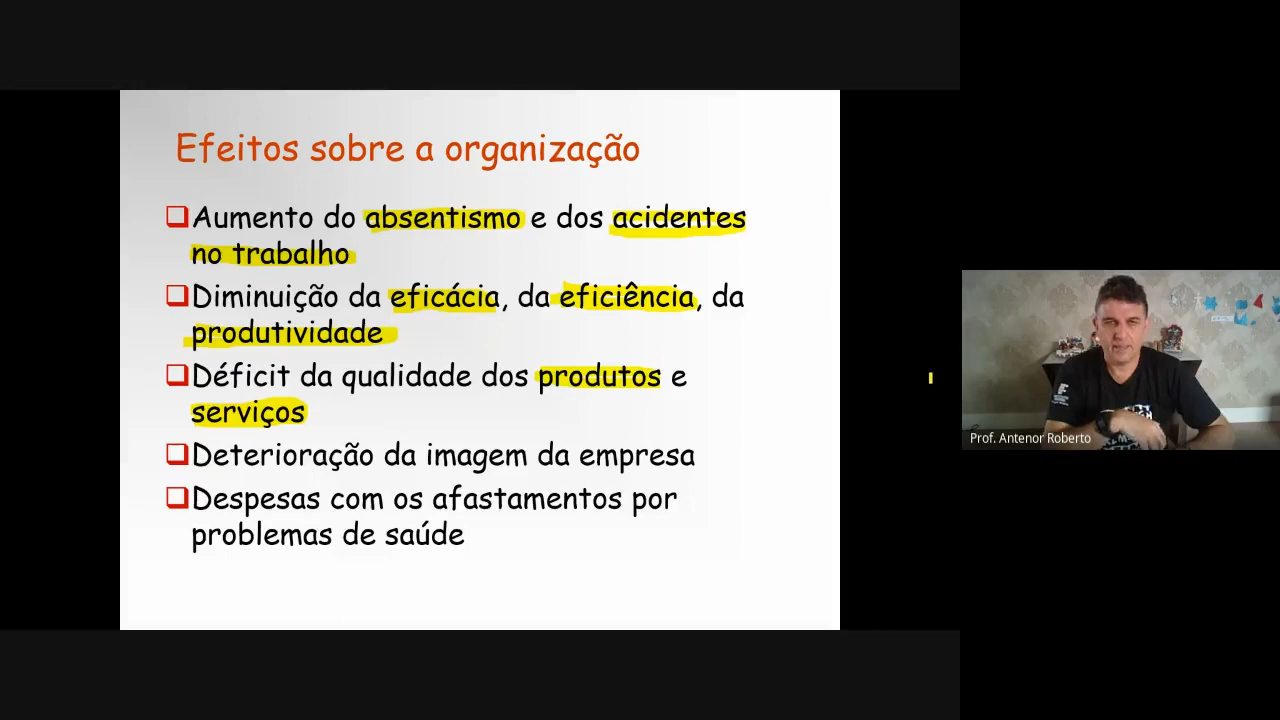 Efeitos sobre a organização
Aumento do absentismo e dos acidentes
no trabalho
Diminuição da eficácia, da eficiência, da
produtividade
Déficit da qualidade dos produtos e
serviços
Deterioração da imagem da empresa
Despesas com os afastamentos por
problemas de saúde
Prof. Antenor Roberto